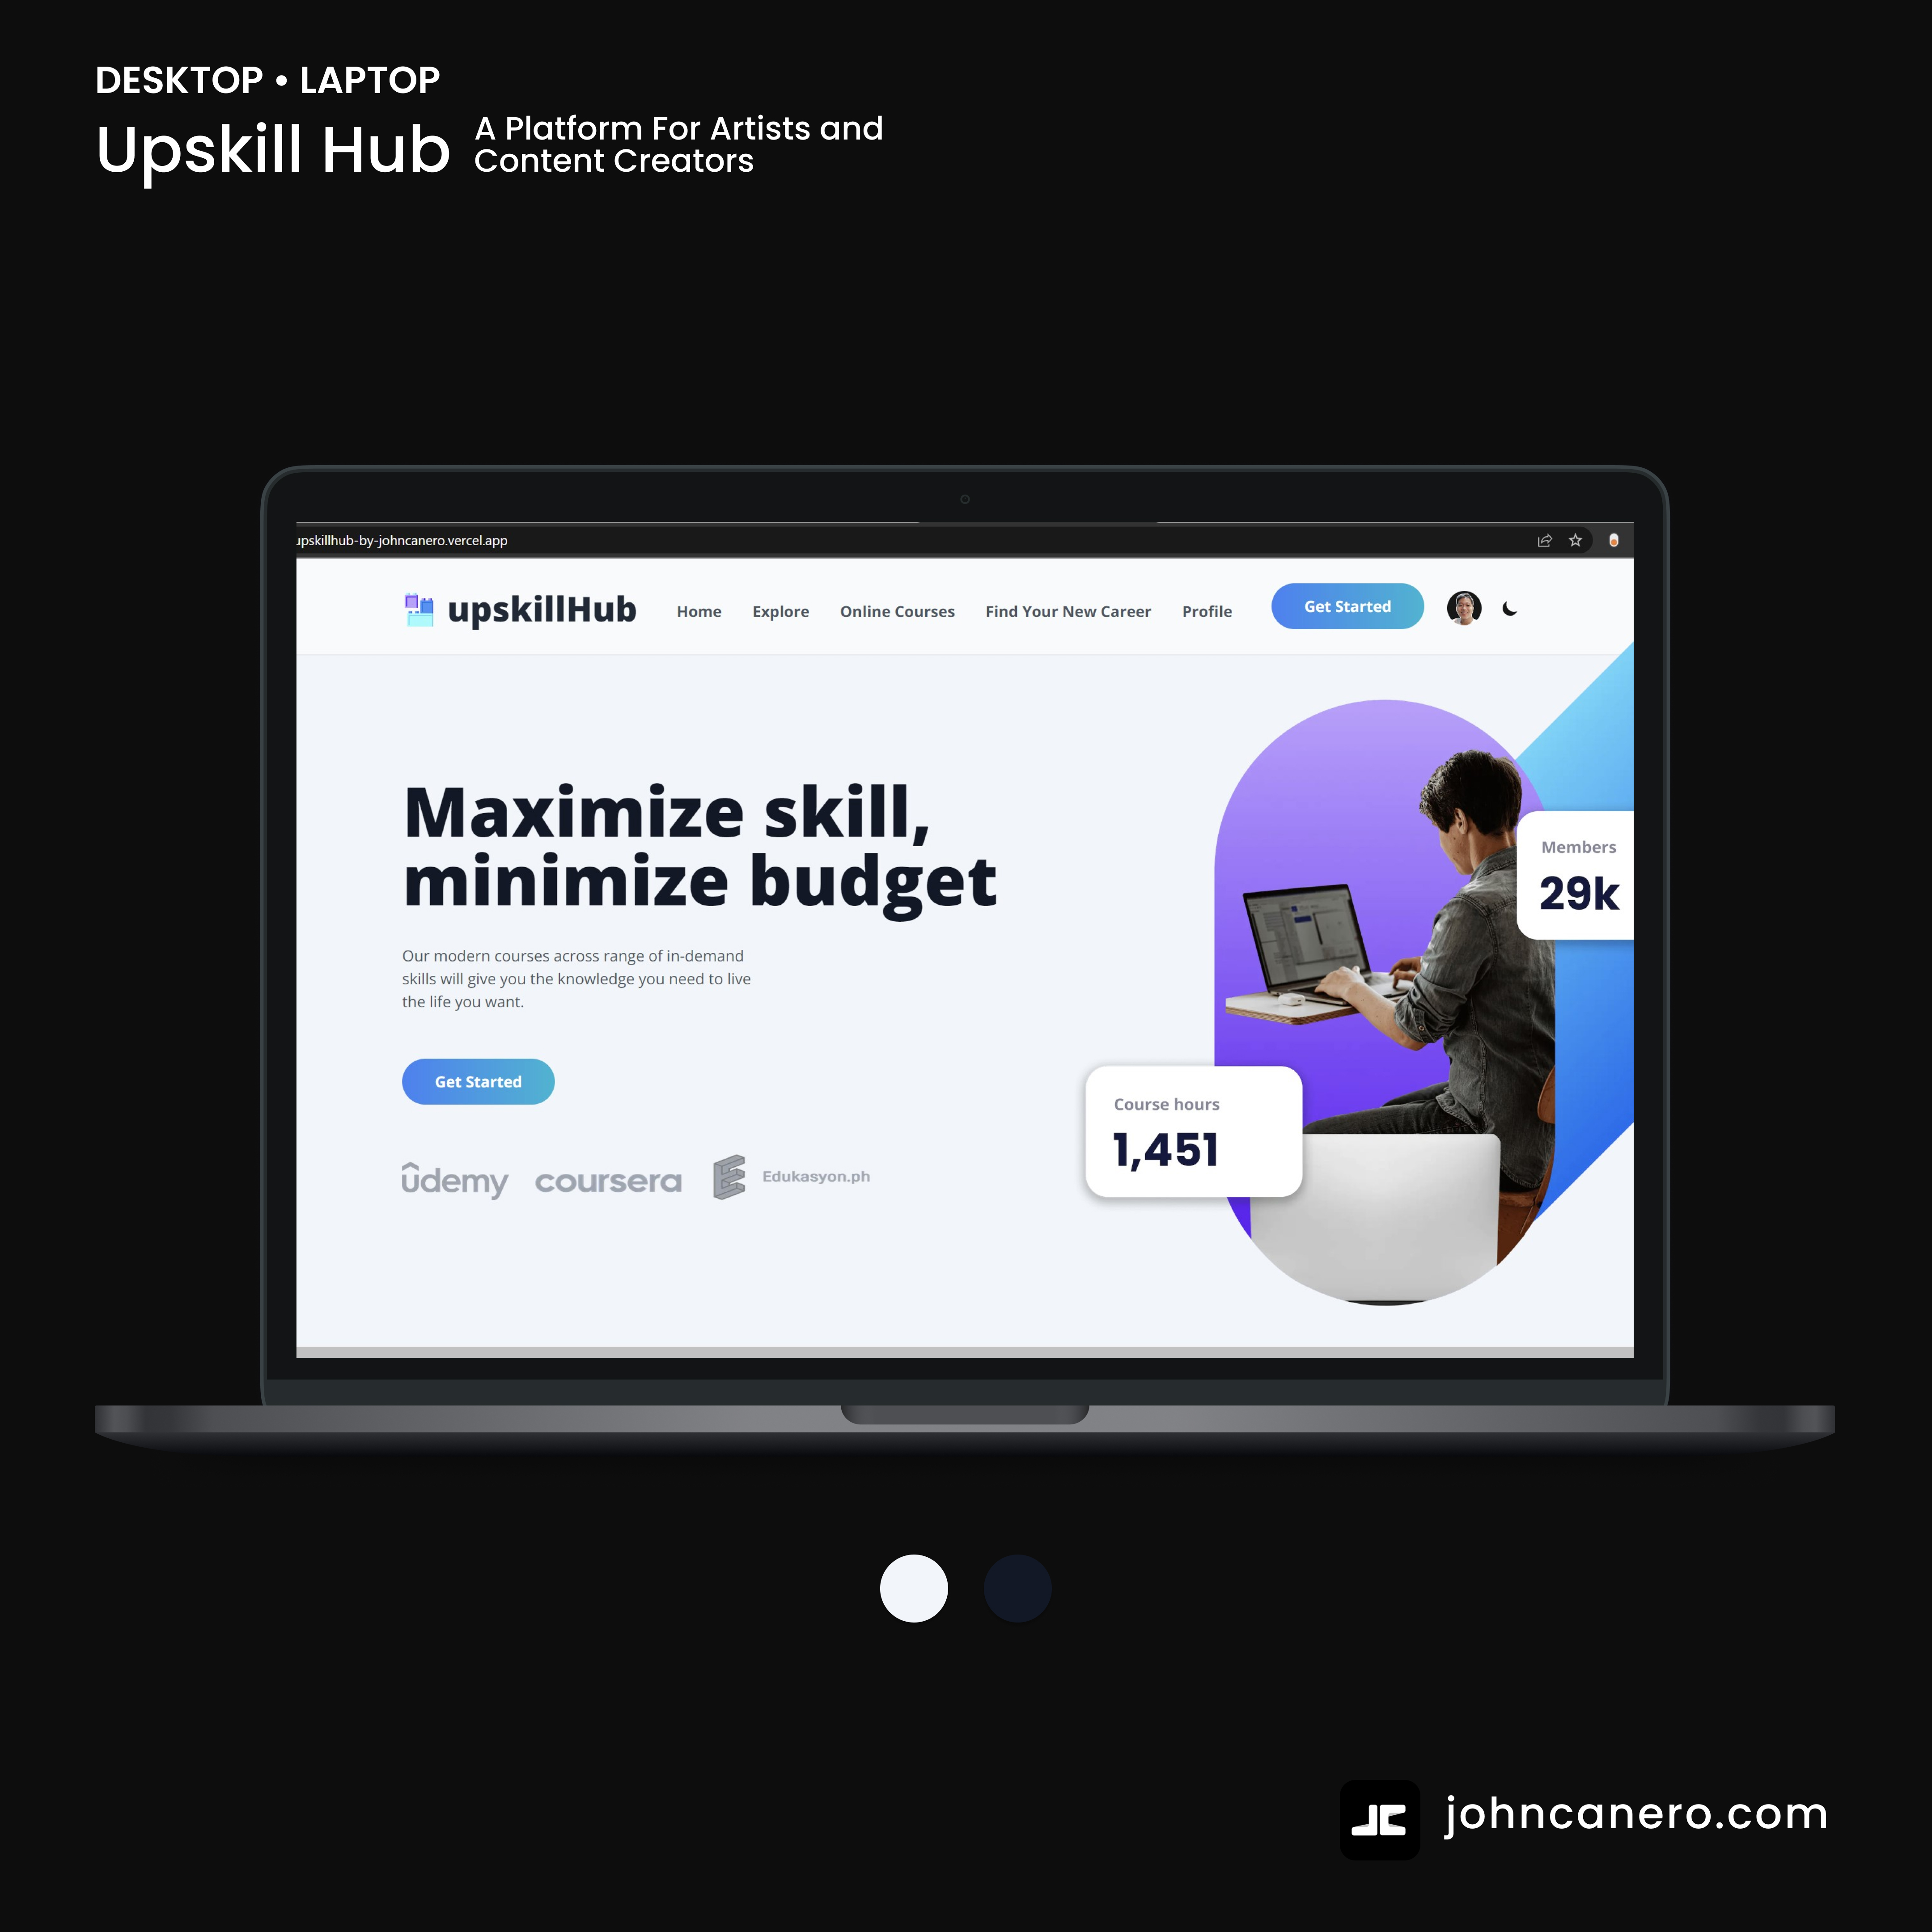 DESKTOP • LAPTOP
Upskill Hub
A Platform For Artists and
Content Creators
upskillhub-by-johncanero.vercel.app
upskillHub
Home
Explore
Online Courses
Find Your New Career
Profile
Get Started
Maximize skill,
minimize budget
Our modern courses across range of in-demand
skills will give you the knowledge you need to live
the life you want.
Get Started
ûdemy
coursera
Edukasyon.ph
Members
29k
Course hours
1,451
JC
johncanero.com